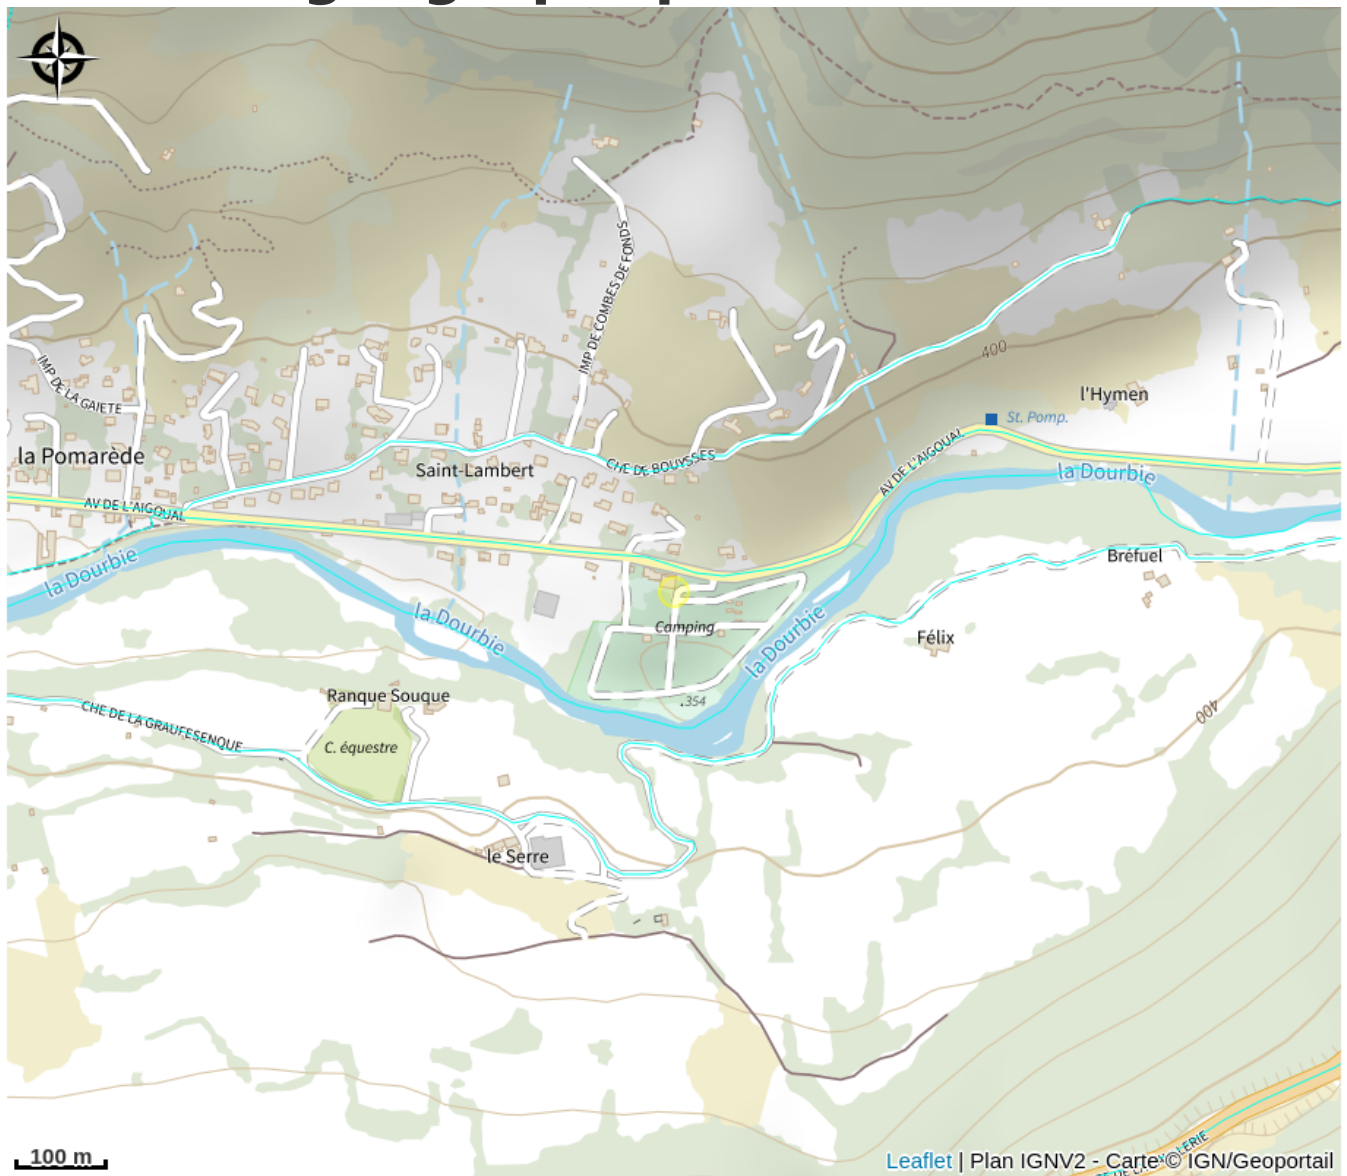 IMP DE COMBES DE FONDS
400
IMP DE LA GAIETE
l'Hymen
St. Pomp.
la Pomarède
Saint-Lambert
CHE DE BOUYSSES
AV DE L'AIGOUAL
la Dourbie
AV DE L'AIGOUAL
Bréfuel
la Dourbie
la Dourbie
Camping
la Dourbie
Félix
Ranque Souque
.354
400
CHE DE LA GRAUFESENQUE
C. équestre
le Serre
100 m
Leaflet | Plan IGNV2 - Carte © IGN/Geoportail